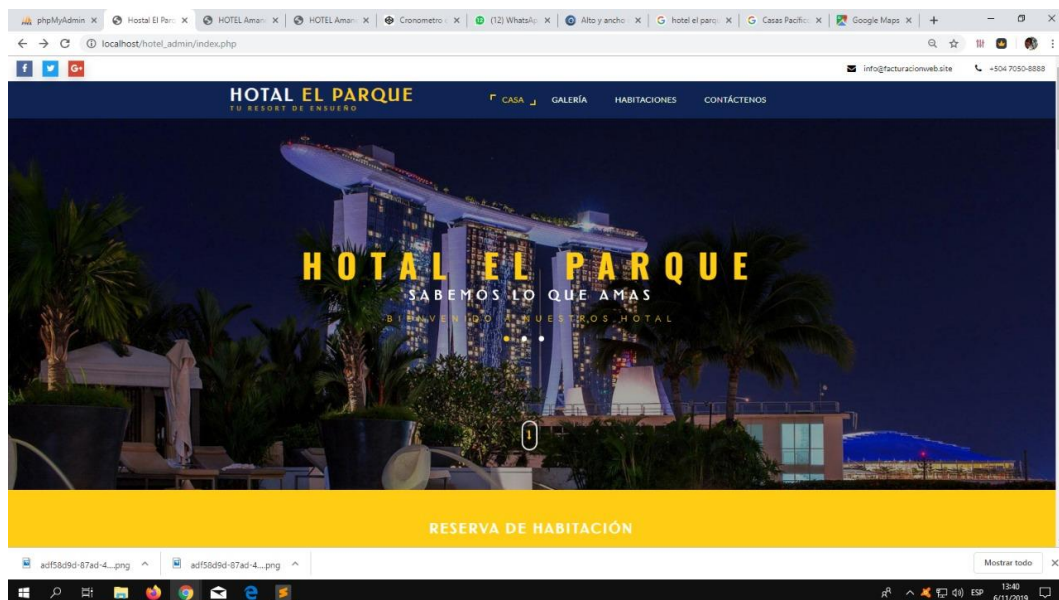 phpMyAdmin
Hostal El Parq
HOTEL Aman
HOTEL Aman
Cronometro
(12) WhatsAp
Alto y ancho
hotel el parq
Casas Pacific
Google Maps
localhost/hotel_admin/index.php
info@facturacionweb.site
+504 7050-8888
HOTAL EL PARQUE
TU RESORT DE ENSUEÑO
CASA
GALERÍA
HABITACIONES
CONTÁCTENOS
HOTAL EL PARQUE
SABEMOS LO QUE AMAS
BIENVENIDO A NUESTROS HOTAL
RESERVA DE HABITACIÓN
adf58d9d-87ad-4....png
adf58d9d-87ad-4....png
Mostrar todo
ESP
13:40
6/11/2019